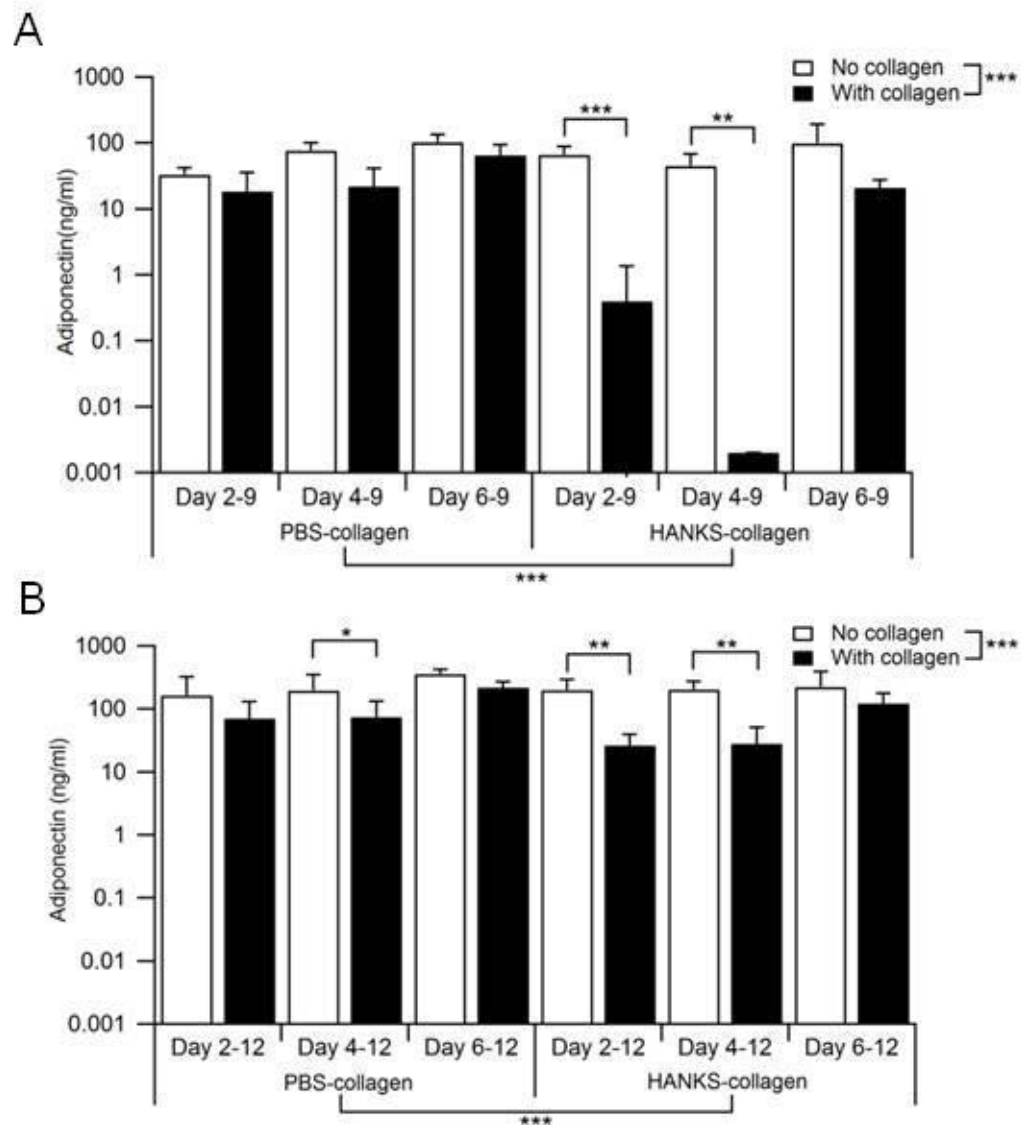 A
No collagen
With collagen
***
1000
100
10
1
0.1
0.01
0.001
Adiponectin(ng/ml)
***
**
Day 2-9 Day 4-9 Day 6-9 Day 2-9 Day 4-9 Day 6-9
PBS-collagen HANKS-collagen
***
B
No collagen
With collagen
***
1000
100
10
1
0.1
0.01
0.001
Adiponectin (ng/ml)
*
**
**
Day 2-12 Day 4-12 Day 6-12 Day 2-12 Day 4-12 Day 6-12
PBS-collagen HANKS-collagen
***